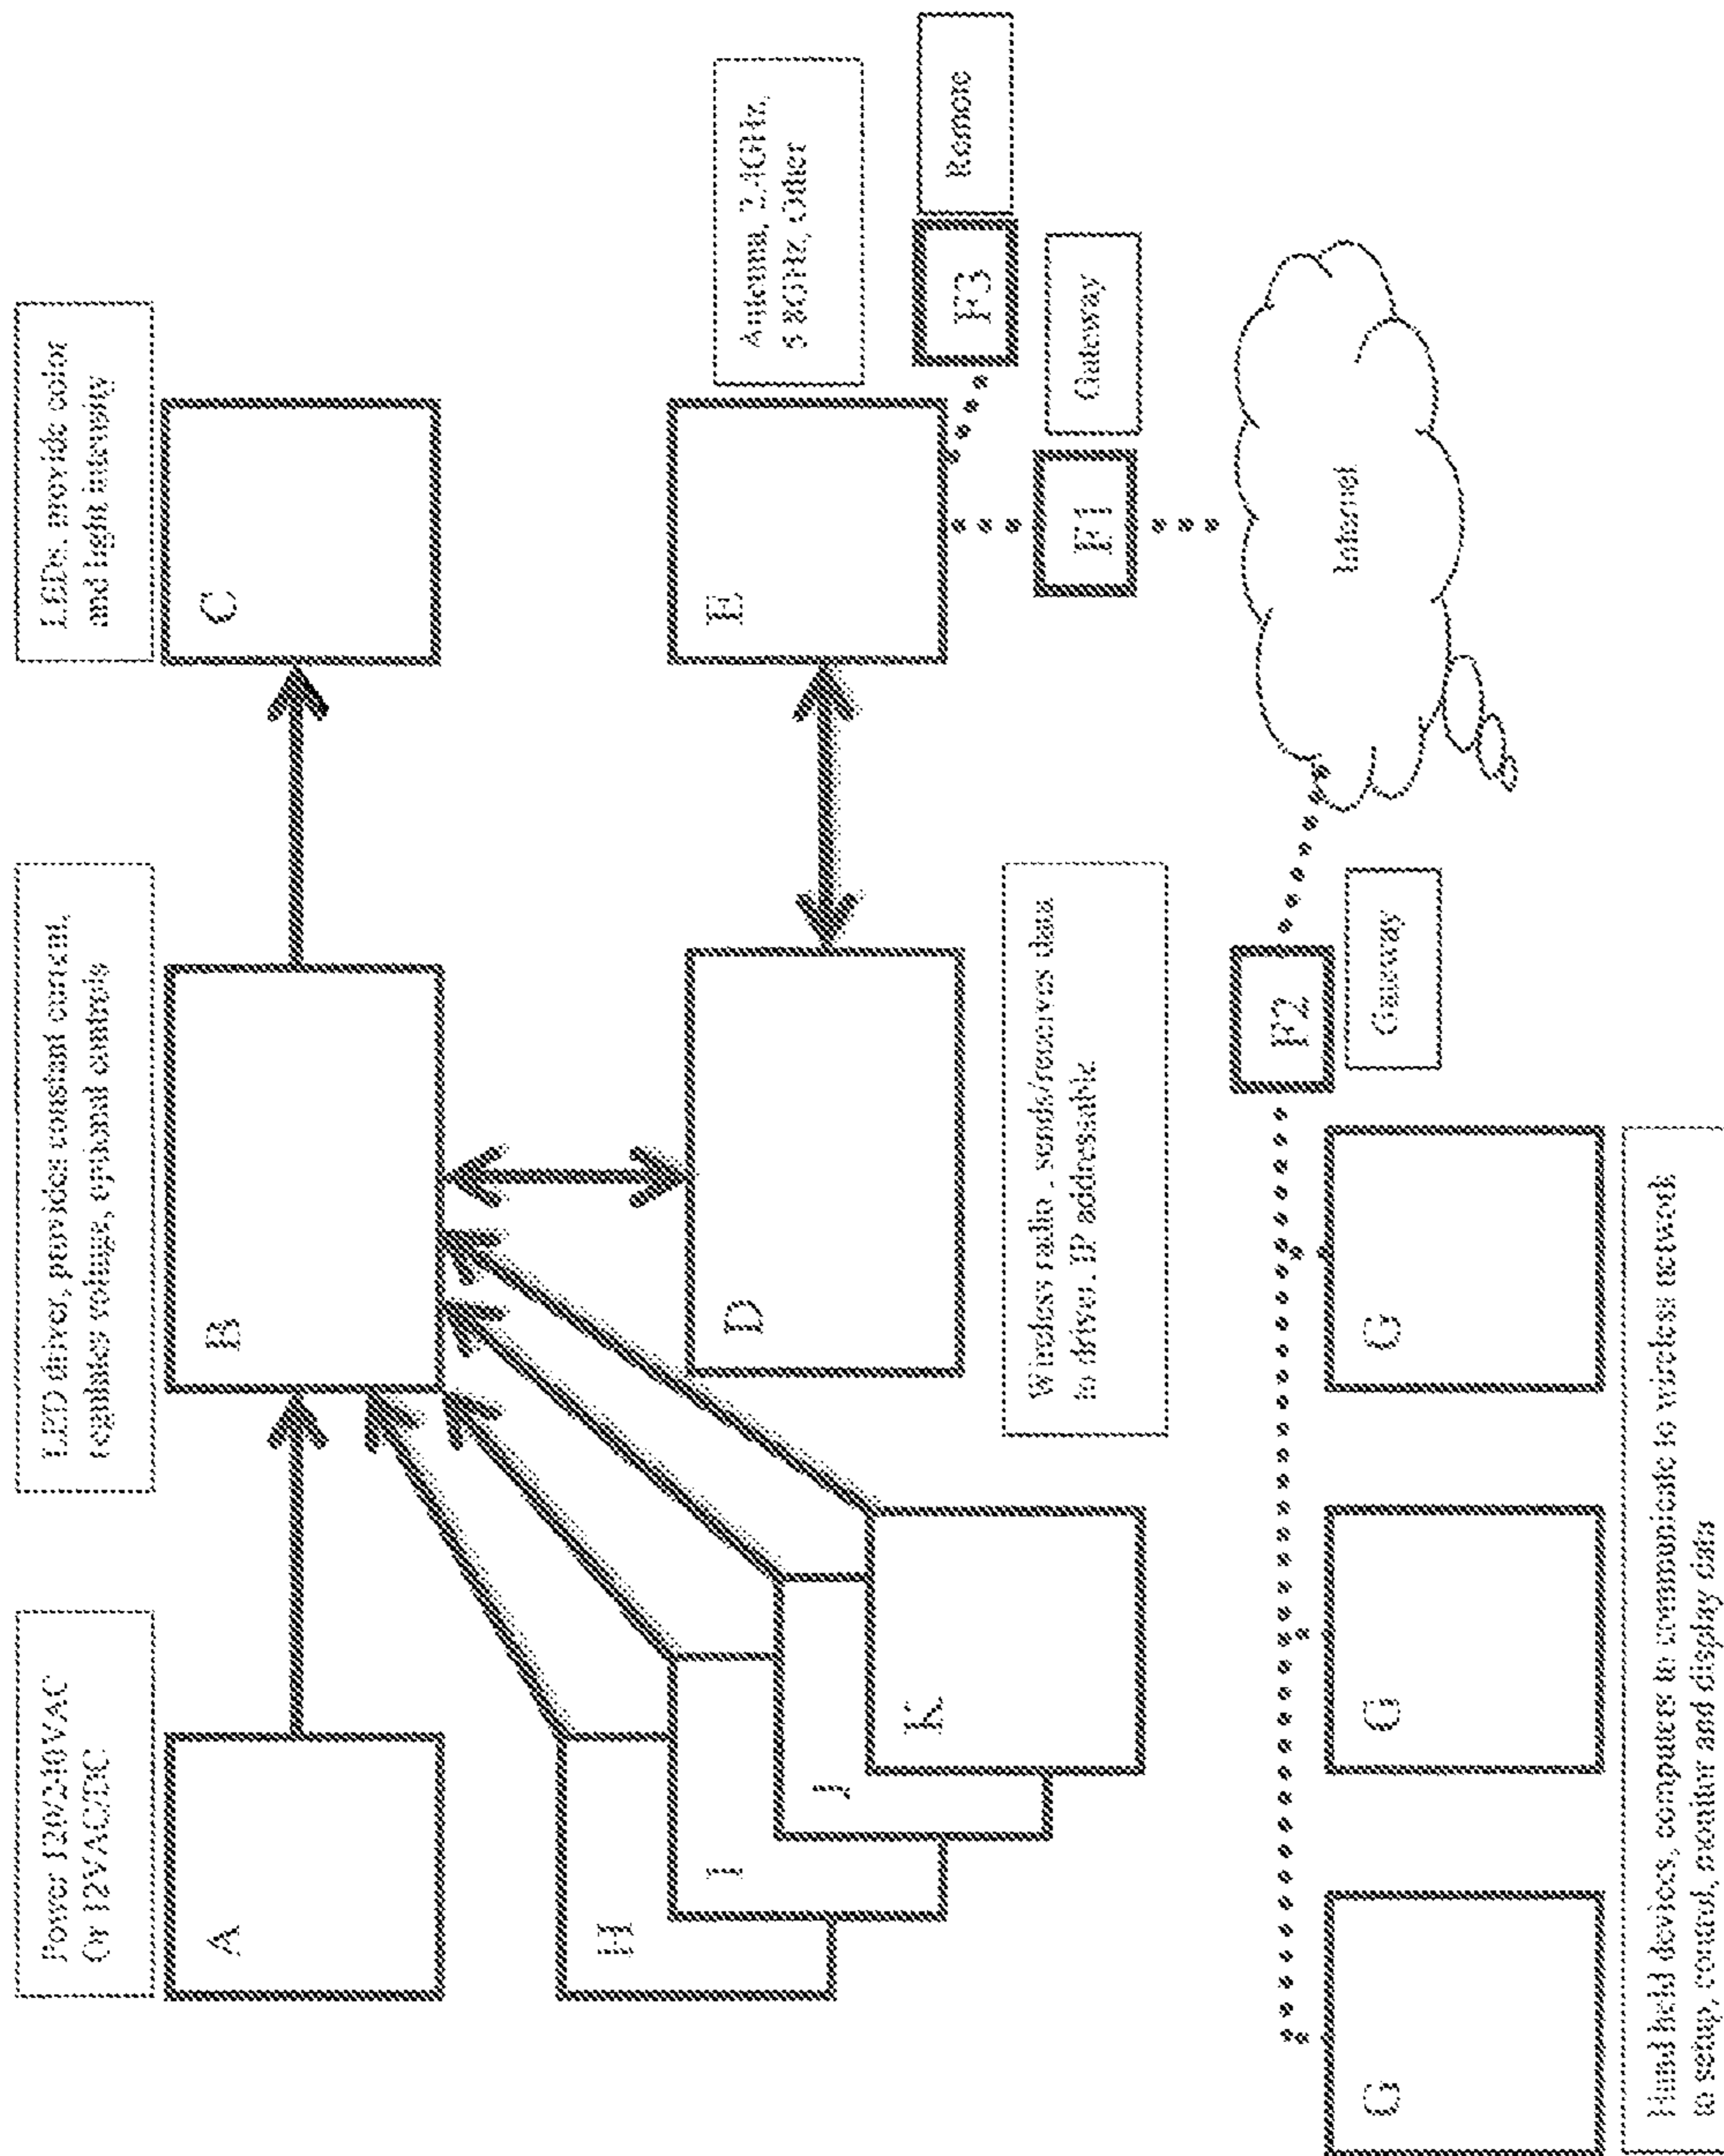 Power 120/240VAC
Or 12VAC/DC
LED driver, provides constant current,
regulates voltage, optional controls
LEDs, provide color
and light intensity
A
B
C
H
I
J
K
D
E
Antenna, 2.4GHz,
5.8GHz, Other
F3
Remote
F1
Gateway
Wireless radio, sends/receives data
to driver, IP addressable
Internet
F2
Gateway
G
G
G
Hand held devices, computer to communicate to wireless network
to setup, control, monitor and display data